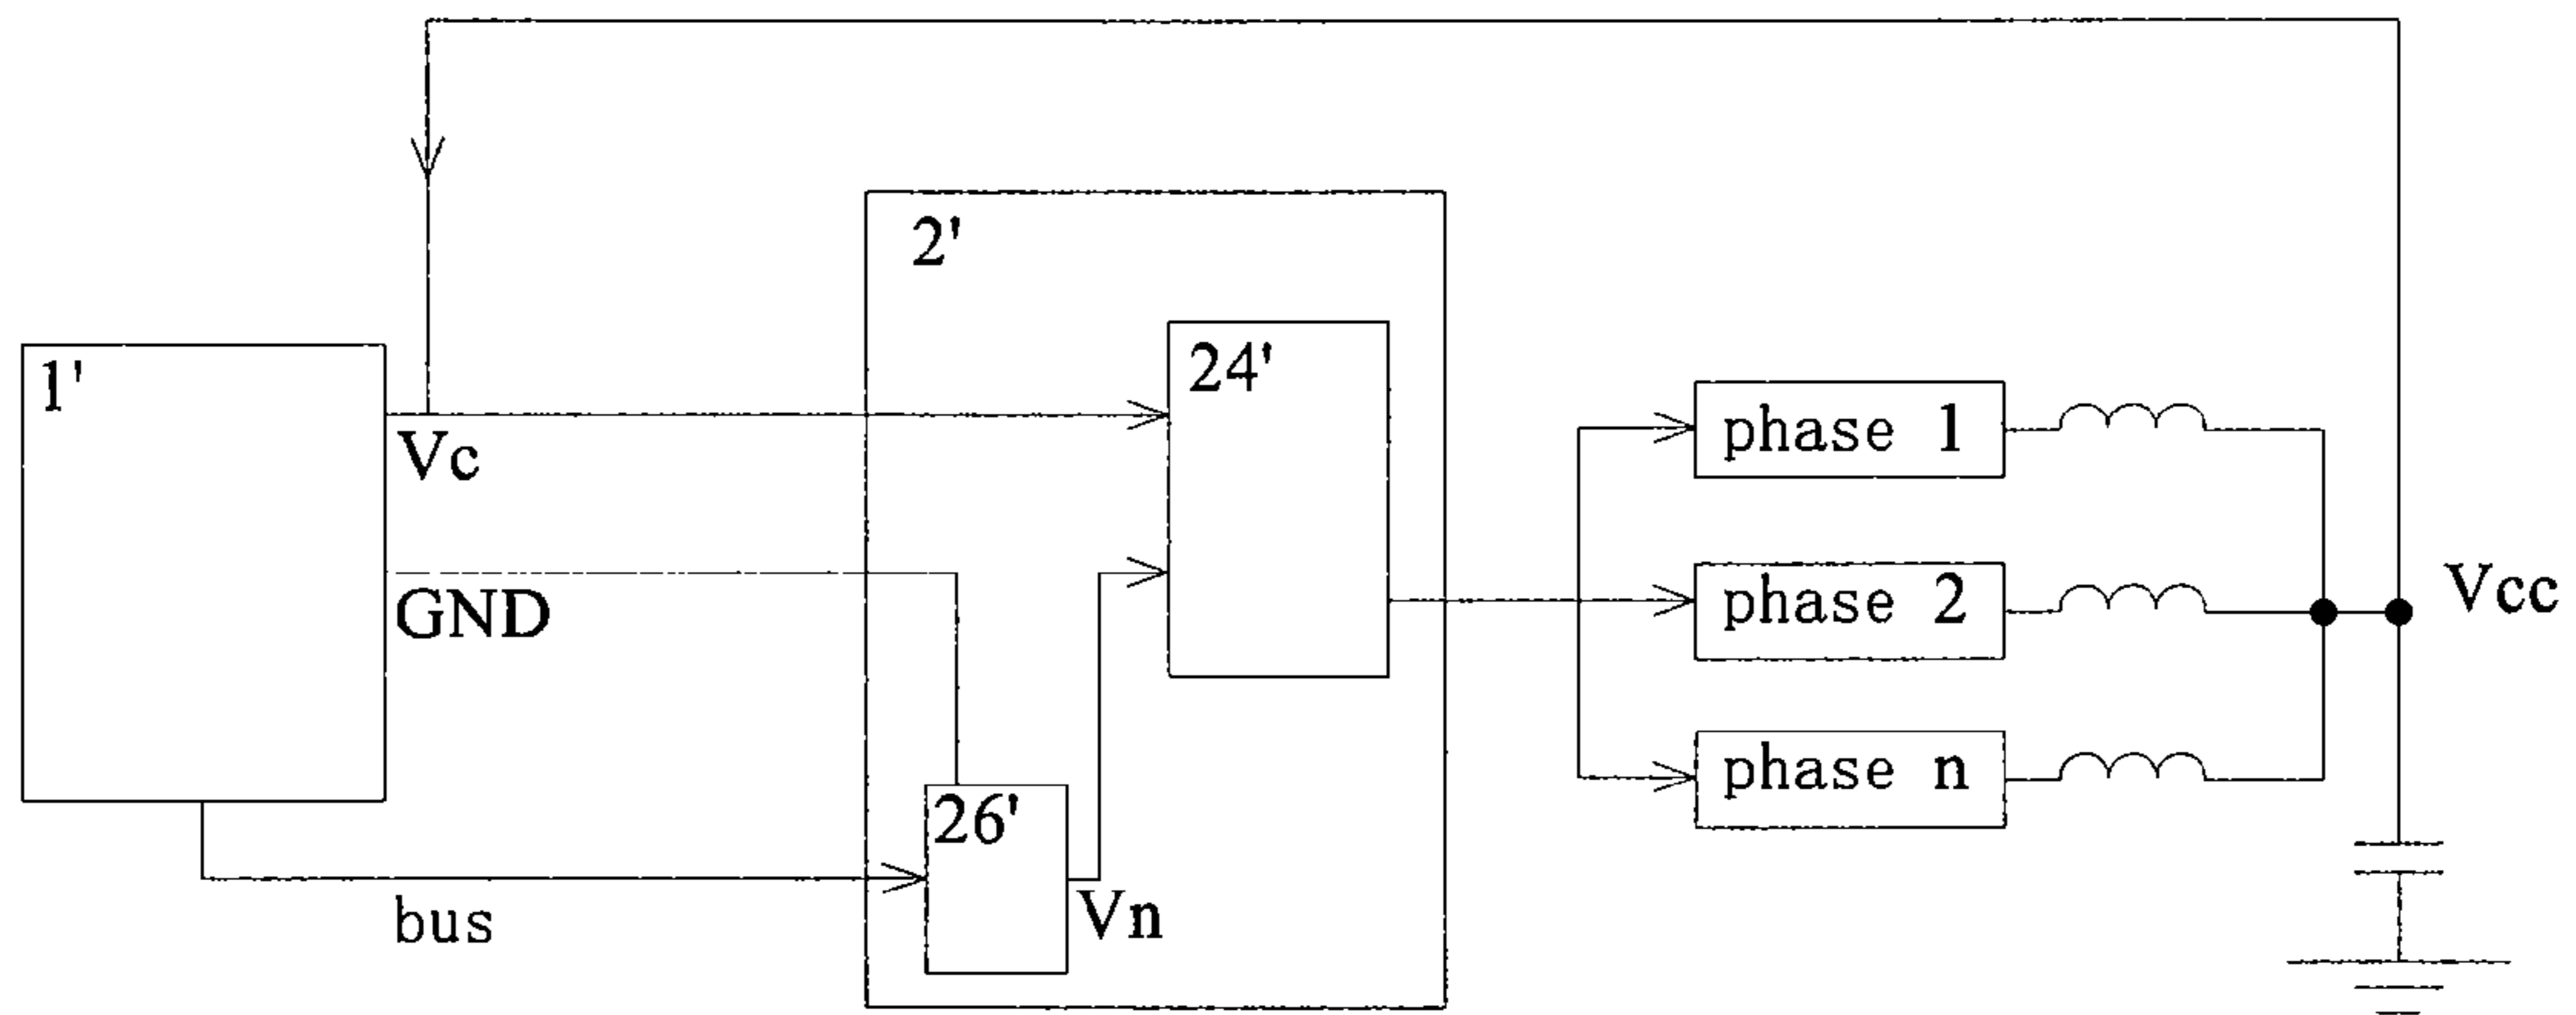 2'
1'
24'
Vc
phase 1
GND
phase 2
Vcc
phase n
26'
bus
Vn